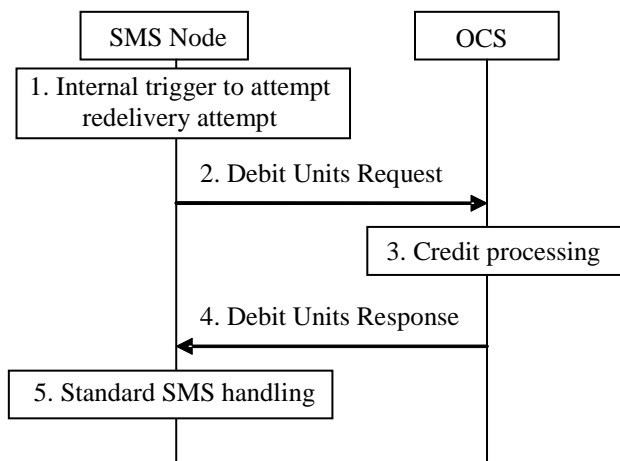 SMS Node
OCS
1. Internal trigger to attempt
redelivery attempt
2. Debit Units Request
3. Credit processing
4. Debit Units Response
5. Standard SMS handling